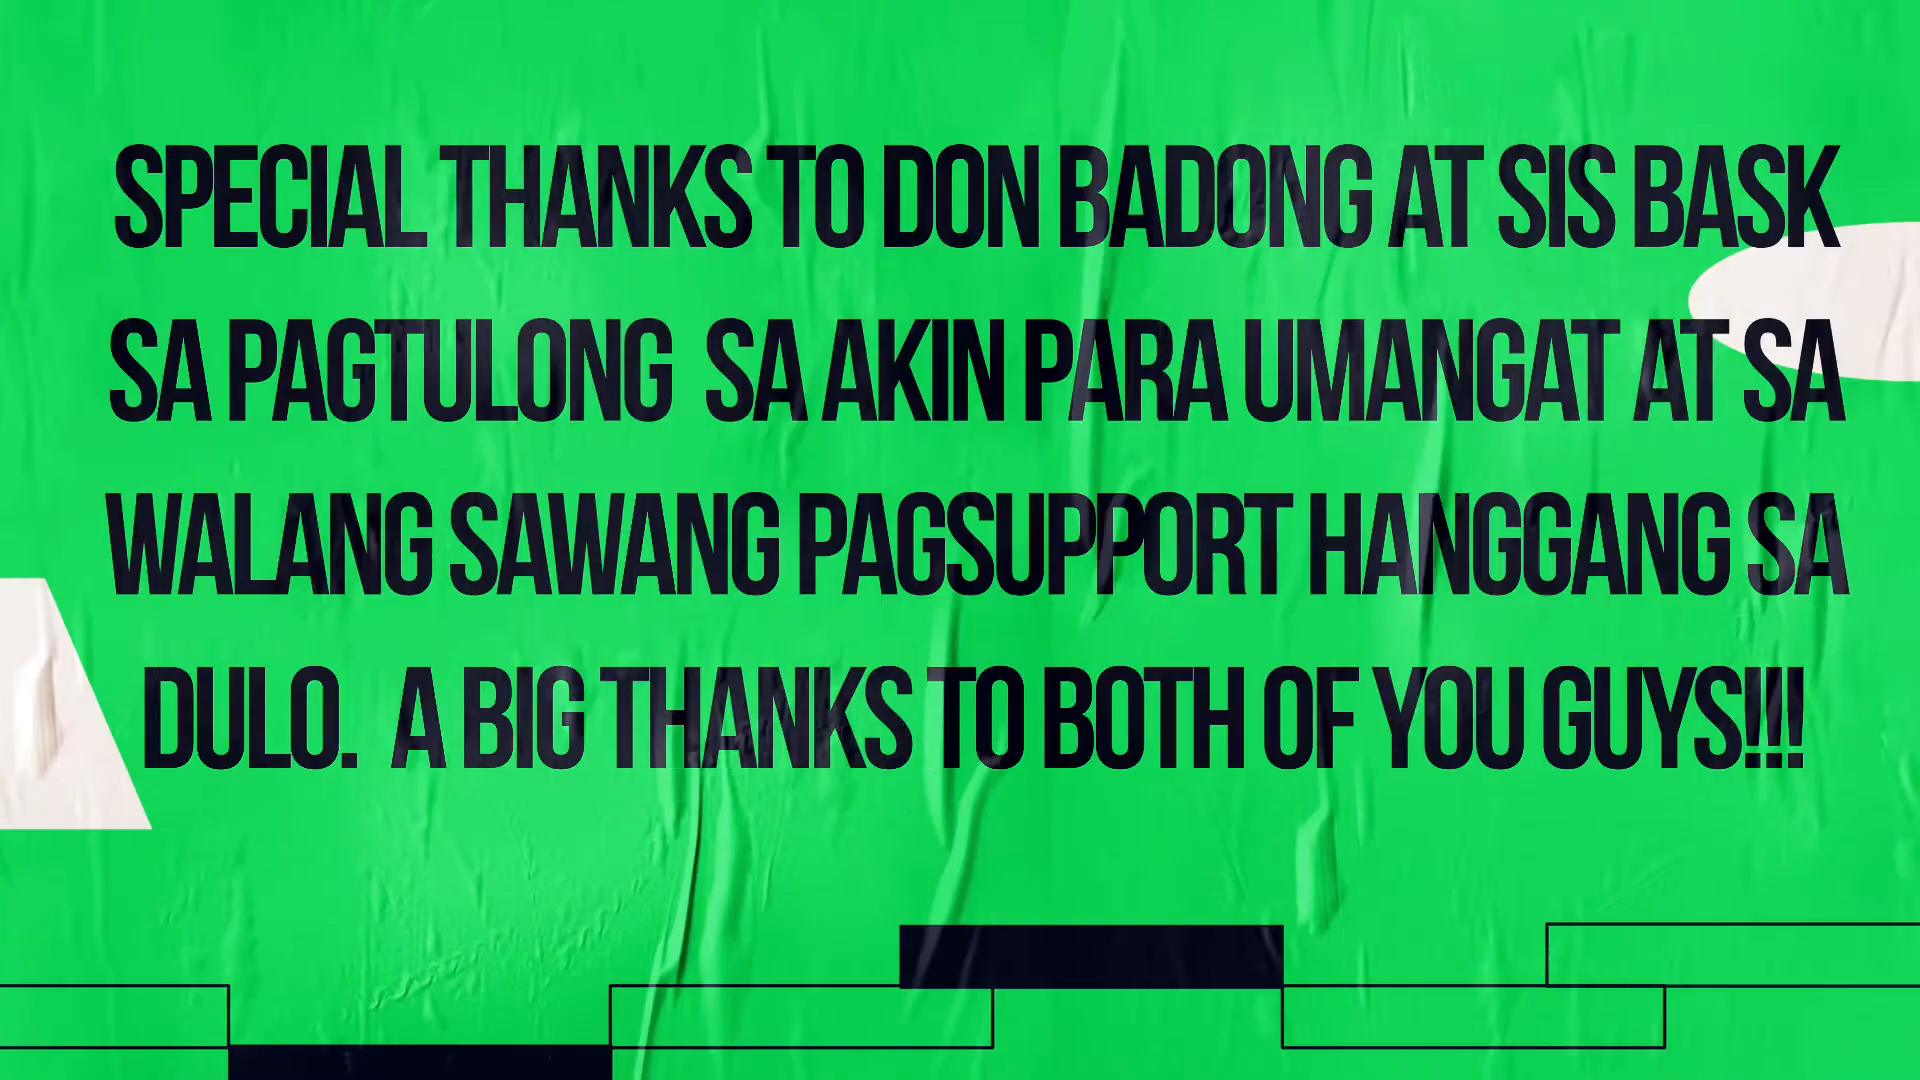 SPECIAL THANKS TO DON BADONG AT SIS BASK
SA PAGTULONG  SA AKIN PARA UMANGAT AT SA
WALANG SAWANG PAGSUPPORT HANGGANG SA
DULO.  A BIG THANKS TO BOTH OF YOU GUYS!!!